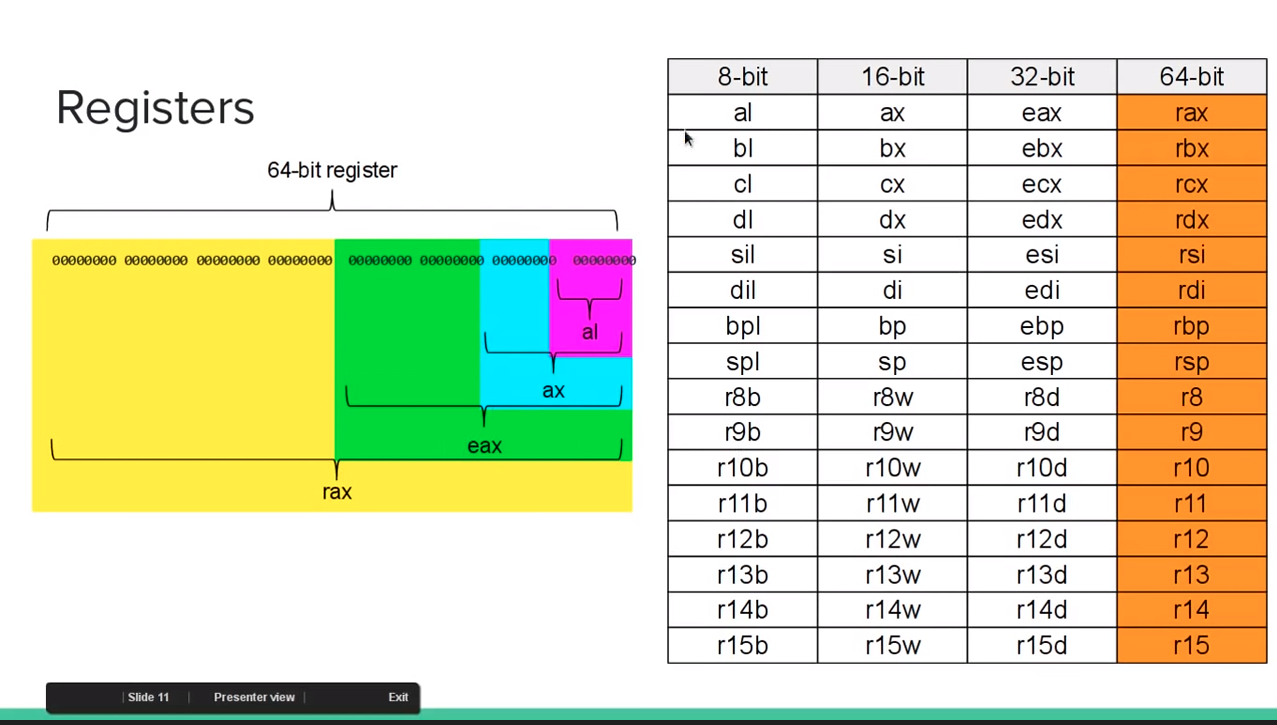 Registers
64-bit register
00000000 00000000 00000000 00000000 00000000 00000000 00000000 00000000
al
ax
eax
rax
8-bit 16-bit 32-bit 64-bit
al ax eax rax
bl bx ebx rbx
cl cx ecx rcx
dl dx edx rdx
sil si esi rsi
dil di edi rdi
bpl bp ebp rbp
spl sp esp rsp
r8b r8w r8d r8
r9b r9w r9d r9
r10b r10w r10d r10
r11b r11w r11d r11
r12b r12w r12d r12
r13b r13w r13d r13
r14b r14w r14d r14
r15b r15w r15d r15
Slide 11 Presenter view Exit